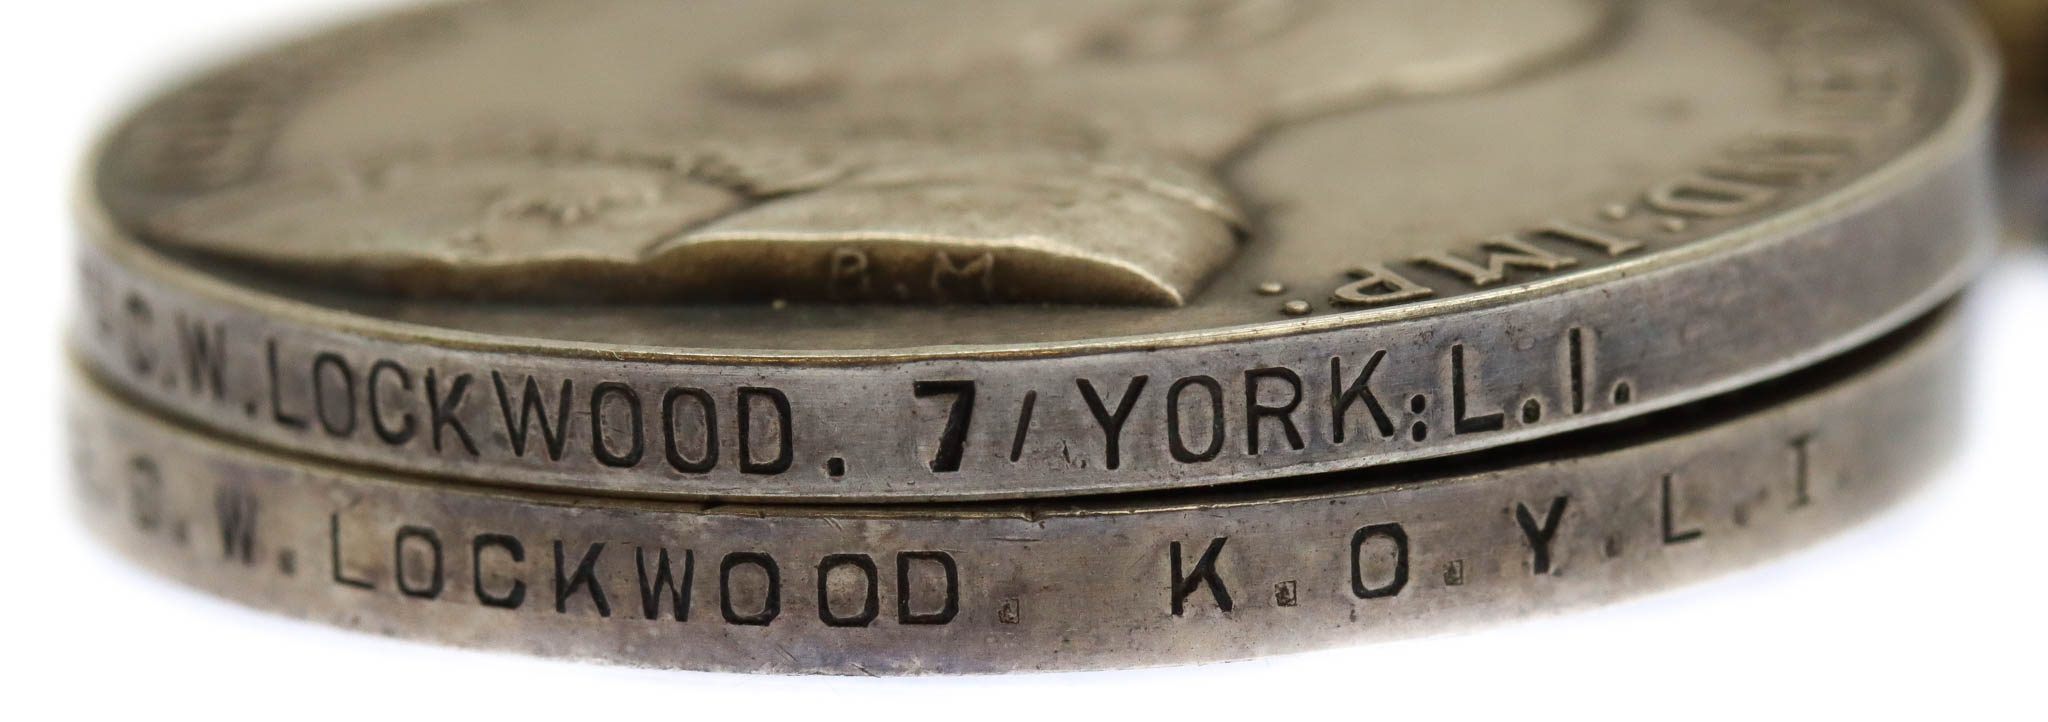 B. M
IND: IMP:
C.W.LOCKWOOD. 7/YORK:L.I.
C.W.LOCKWOOD. K.O.Y.L.I.